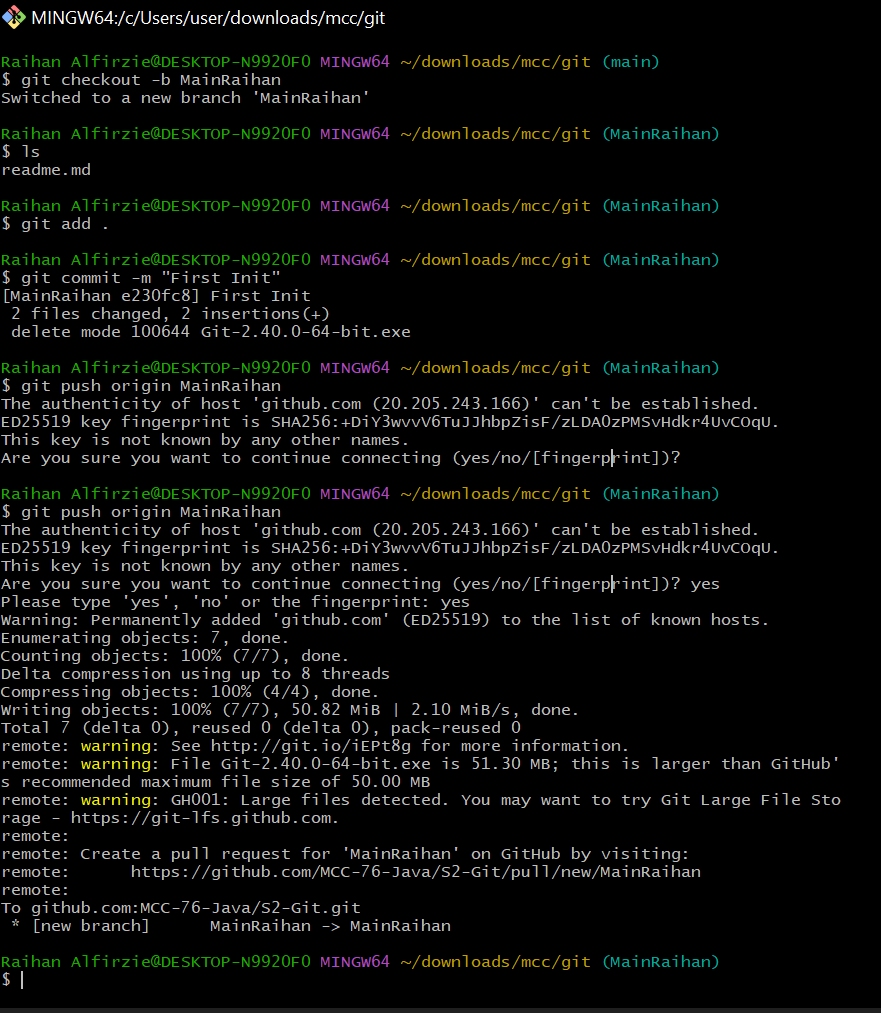 MINGW64:/c/Users/user/downloads/mcc/git
Raihan Alfirzie@DESKTOP-N9920F0 MINGW64 ~/downloads/mcc/git (main)
$ git checkout -b MainRaihan
Switched to a new branch 'MainRaihan'
Raihan Alfirzie@DESKTOP-N9920F0 MINGW64 ~/downloads/mcc/git (MainRaihan)
$ ls
readme.md
Raihan Alfirzie@DESKTOP-N9920F0 MINGW64 ~/downloads/mcc/git (MainRaihan)
$ git add .
Raihan Alfirzie@DESKTOP-N9920F0 MINGW64 ~/downloads/mcc/git (MainRaihan)
$ git commit -m "First Init"
[MainRaihan e230fc8] First Init
 2 files changed, 2 insertions(+)
 delete mode 100644 Git-2.40.0-64-bit.exe
Raihan Alfirzie@DESKTOP-N9920F0 MINGW64 ~/downloads/mcc/git (MainRaihan)
$ git push origin MainRaihan
The authenticity of host 'github.com (20.205.243.166)' can't be established.
ED25519 key fingerprint is SHA256:+DiY3wvvV6TuJJhbpZisF/zLDA0zPMSvHdkr4UvCOqU.
This key is not known by any other names.
Are you sure you want to continue connecting (yes/no/[fingerprint])?
Raihan Alfirzie@DESKTOP-N9920F0 MINGW64 ~/downloads/mcc/git (MainRaihan)
$ git push origin MainRaihan
The authenticity of host 'github.com (20.205.243.166)' can't be established.
ED25519 key fingerprint is SHA256:+DiY3wvvV6TuJJhbpZisF/zLDA0zPMSvHdkr4UvCOqU.
This key is not known by any other names.
Are you sure you want to continue connecting (yes/no/[fingerprint])? yes
Please type 'yes', 'no' or the fingerprint: yes
Warning: Permanently added 'github.com' (ED25519) to the list of known hosts.
Enumerating objects: 7, done.
Counting objects: 100% (7/7), done.
Delta compression using up to 8 threads
Compressing objects: 100% (4/4), done.
Writing objects: 100% (7/7), 50.82 MiB | 2.10 MiB/s, done.
Total 7 (delta 0), reused 0 (delta 0), pack-reused 0
remote: warning: See http://git.io/iEPt8g for more information.
remote: warning: File Git-2.40.0-64-bit.exe is 51.30 MB; this is larger than GitHub'
s recommended maximum file size of 50.00 MB
remote: warning: GH001: Large files detected. You may want to try Git Large File Sto
rage - https://git-lfs.github.com.
remote:
remote: Create a pull request for 'MainRaihan' on GitHub by visiting:
remote:      https://github.com/MCC-76-Java/S2-Git/pull/new/MainRaihan
remote:
To github.com:MCC-76-Java/S2-Git.git
 * [new branch]      MainRaihan -> MainRaihan
Raihan Alfirzie@DESKTOP-N9920F0 MINGW64 ~/downloads/mcc/git (MainRaihan)
$